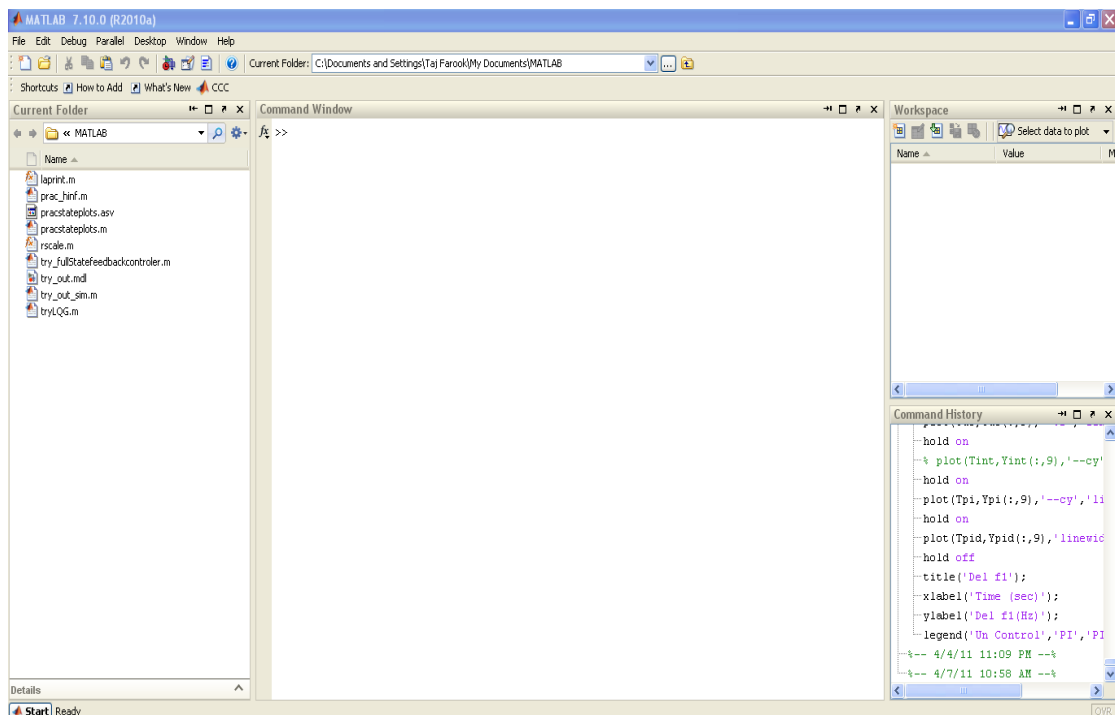 MATLAB 7.10.0 (R2010a)
File Edit Debug Parallel Desktop Window Help
Current Folder: C:\Documents and Settings\Taj Farook\My Documents\MATLAB
Shortcuts How to Add What's New CCC
Current Folder
« MATLAB
Name
laprint.m
prac_hinf.m
pracstateplots.asv
pracstateplots.m
rscale.m
try_fullStatefeedbackcontroler.m
try_out.mdl
try_out_sim.m
tryLQG.m
Details
Command Window
fx >>
Workspace
Select data to plot
Name Value M
Command History
hold on
% plot(Tint,Yint(:,9),'--cy'
hold on
plot(Tpi,Ypi(:,9),'--cy','li
hold on
plot(Tpid,Ypid(:,9),'linewid
hold off
title('Del f1');
xlabel('Time (sec)');
ylabel('Del f1(Hz)');
legend('Un Control','PI','PI
%-- 4/4/11 11:09 PM --%
%-- 4/7/11 10:58 AM --%
Start Ready
OVR